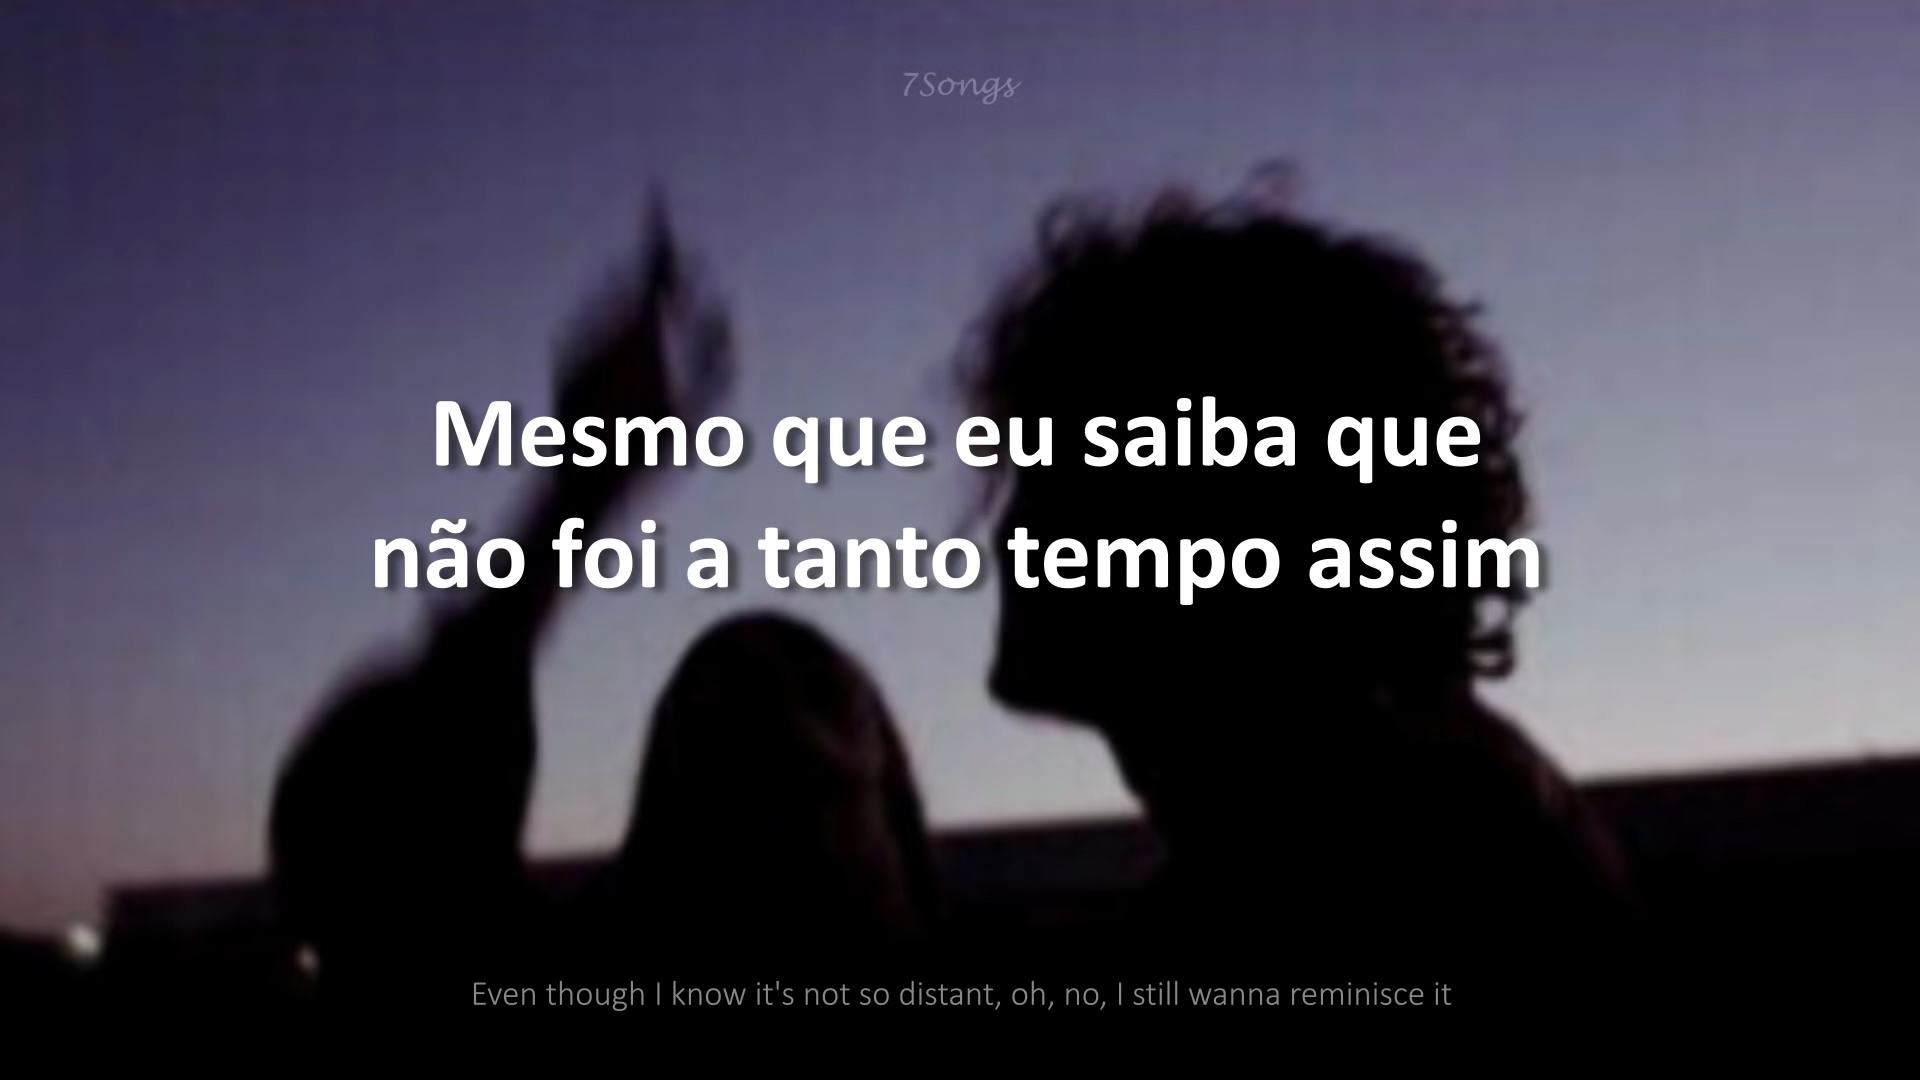 7Songs
Mesmo que eu saiba que
não foi a tanto tempo assim
Even though I know it's not so distant, oh, no, I still wanna reminisce it